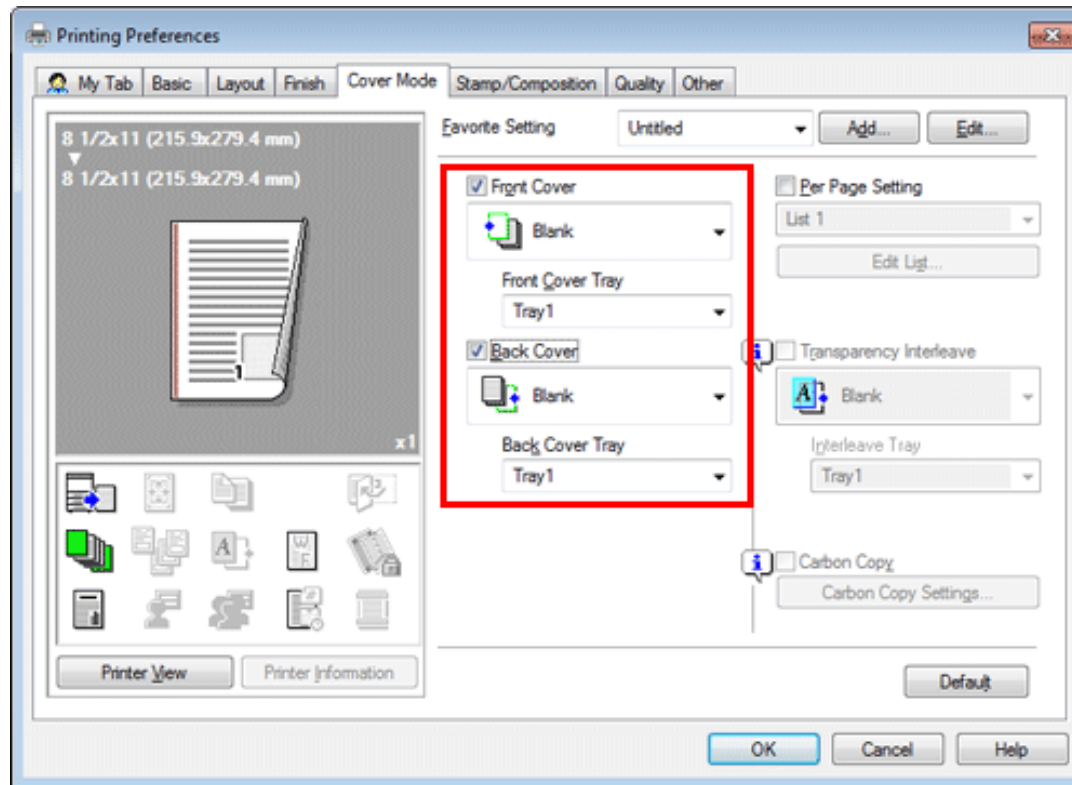 Printing Preferences
My Tab Basic Layout Finish Cover Mode Stamp/Composition Quality Other
8 1/2x11 (215.9x279.4 mm)
8 1/2x11 (215.9x279.4 mm)
1
x1
Printer View Printer Information
Favorite Setting Untitled Add... Edit...
Front Cover
Blank
Front Cover Tray
Tray1
Back Cover
Blank
Back Cover Tray
Tray1
Per Page Setting
List 1
Edit List...
Transparency Interleave
Blank
Interleave Tray
Tray1
Carbon Copy
Carbon Copy Settings...
Default
OK Cancel Help